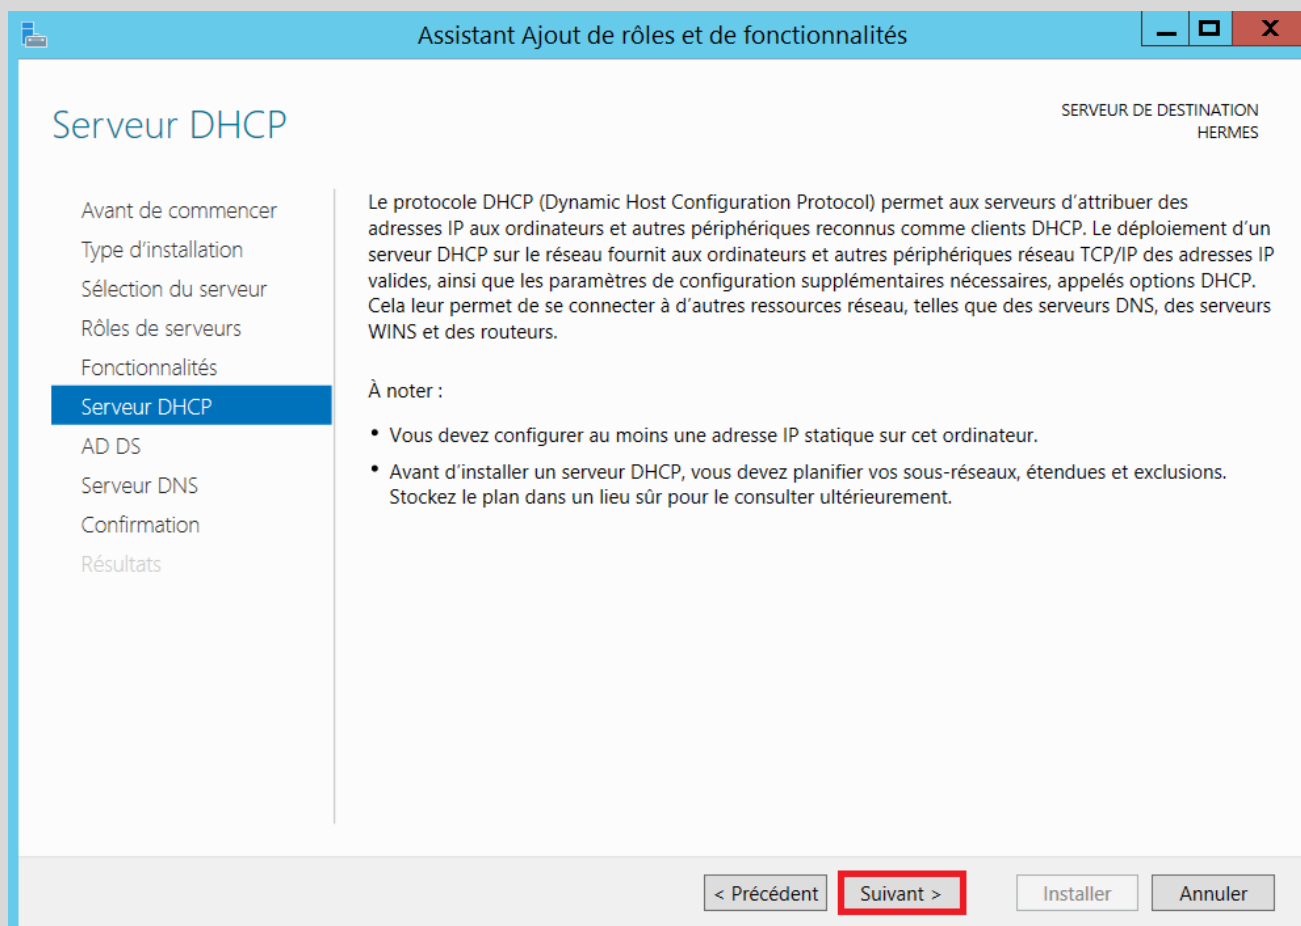 Assistant Ajout de rôles et de fonctionnalités
X
Serveur DHCP
SERVEUR DE DESTINATION
HERMES
Avant de commencer
Type d'installation
Sélection du serveur
Rôles de serveurs
Fonctionnalités
Serveur DHCP
AD DS
Serveur DNS
Confirmation
Résultats
Le protocole DHCP (Dynamic Host Configuration Protocol) permet aux serveurs d'attribuer des
adresses IP aux ordinateurs et autres périphériques reconnus comme clients DHCP. Le déploiement d'un
serveur DHCP sur le réseau fournit aux ordinateurs et autres périphériques réseau TCP/IP des adresses IP
valides, ainsi que les paramètres de configuration supplémentaires nécessaires, appelés options DHCP.
Cela leur permet de se connecter à d'autres ressources réseau, telles que des serveurs DNS, des serveurs
WINS et des routeurs.
À noter :
• Vous devez configurer au moins une adresse IP statique sur cet ordinateur.
• Avant d'installer un serveur DHCP, vous devez planifier vos sous-réseaux, étendues et exclusions.
Stockez le plan dans un lieu sûr pour le consulter ultérieurement.
< Précédent
Suivant >
Installer
Annuler